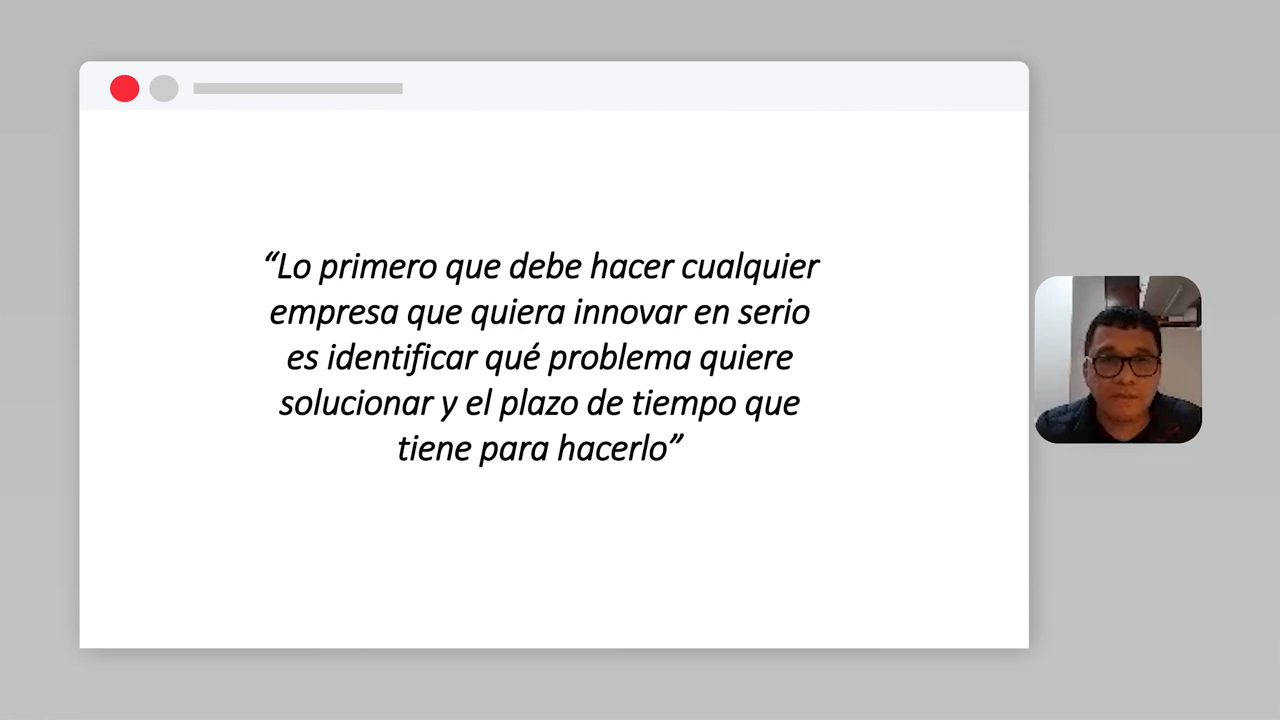 “Lo primero que debe hacer cualquier
empresa que quiera innovar en serio
es identificar qué problema quiere
solucionar y el plazo de tiempo que
tiene para hacerlo”